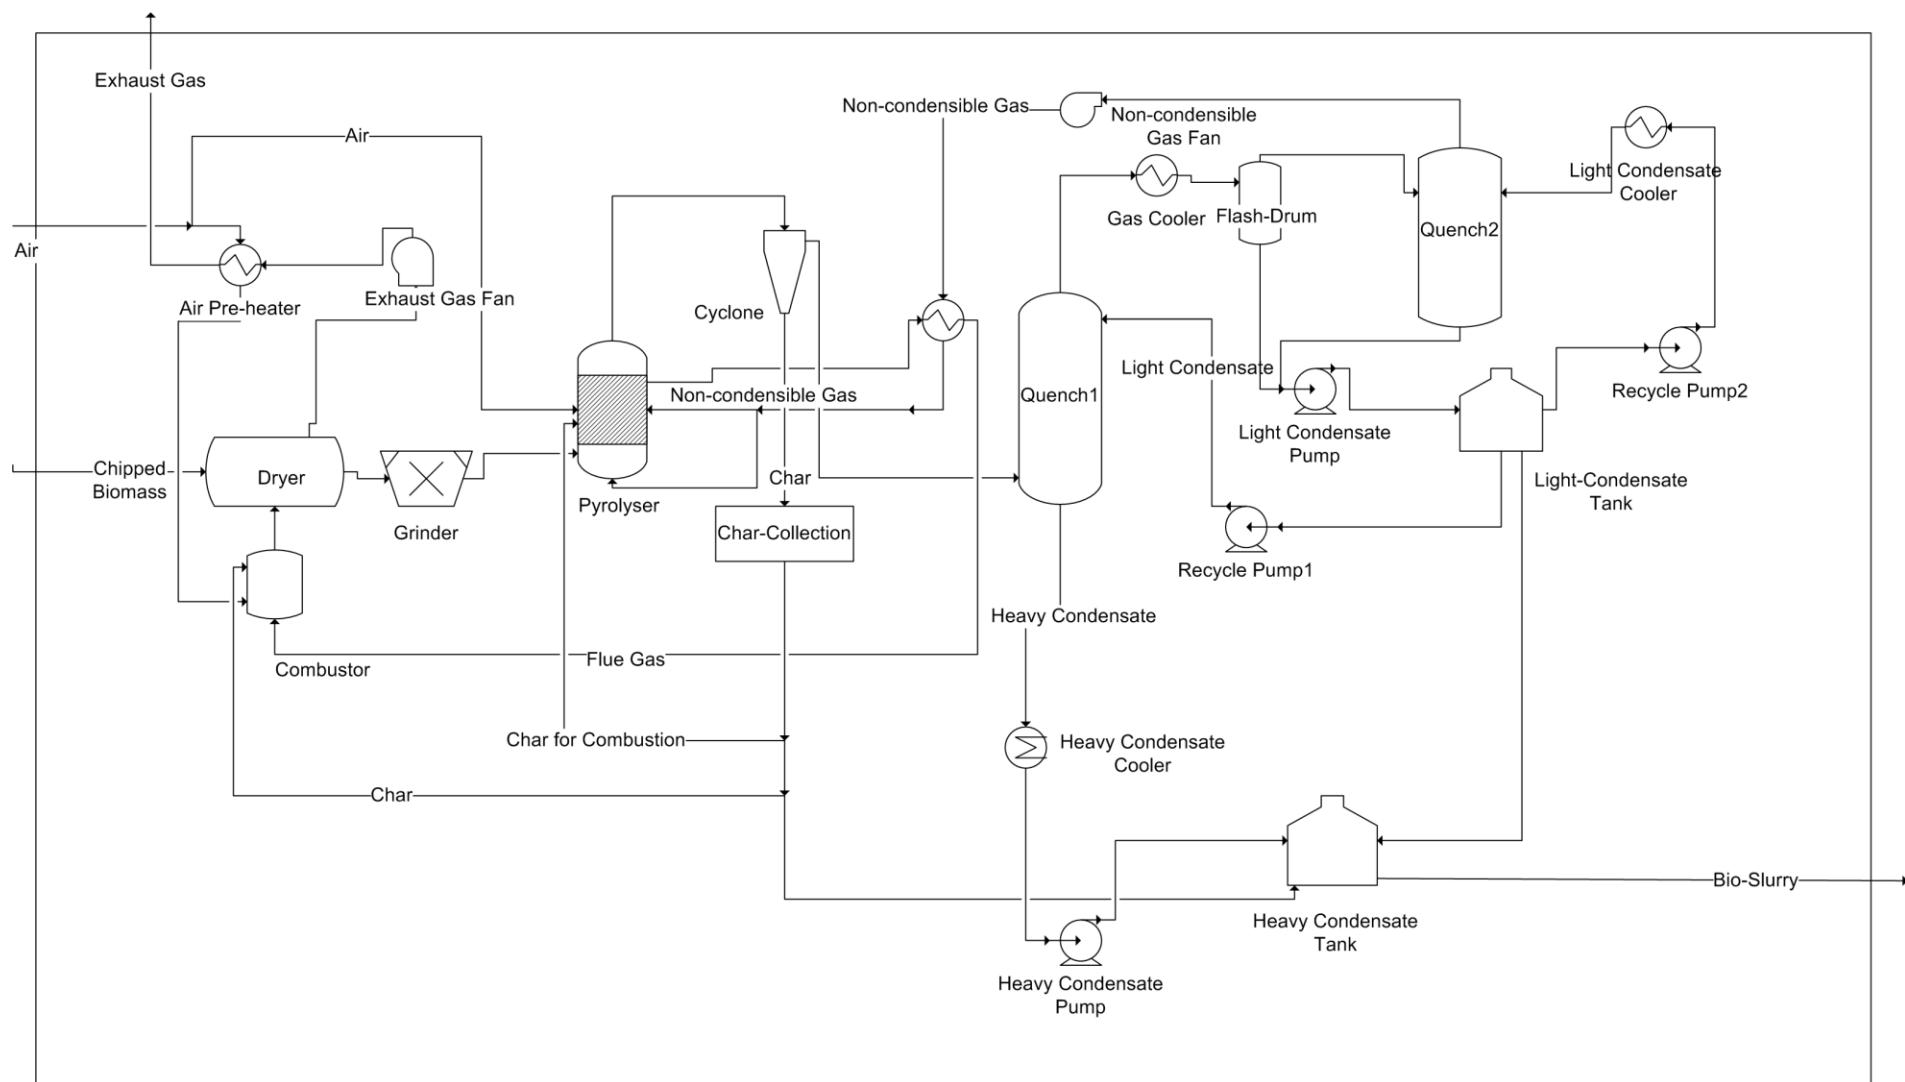 Exhaust Gas
Non-condensible Gas
Non-condensible
Gas Fan
Air
Light Condensate
Cooler
Gas Cooler
Flash-Drum
Quench2
Air
Exhaust Gas Fan
Air Pre-heater
Cyclone
Light Condensate
Non-condensible Gas
Quench1
Recycle Pump2
Light Condensate
Pump
Chipped
Biomass
Dryer
Char
Light-Condensate
Tank
Pyrolyser
Grinder
Char-Collection
Recycle Pump1
Heavy Condensate
Flue Gas
Combustor
Char for Combustion
Heavy Condensate
Cooler
Char
Bio-Slurry
Heavy Condensate
Tank
Heavy Condensate
Pump